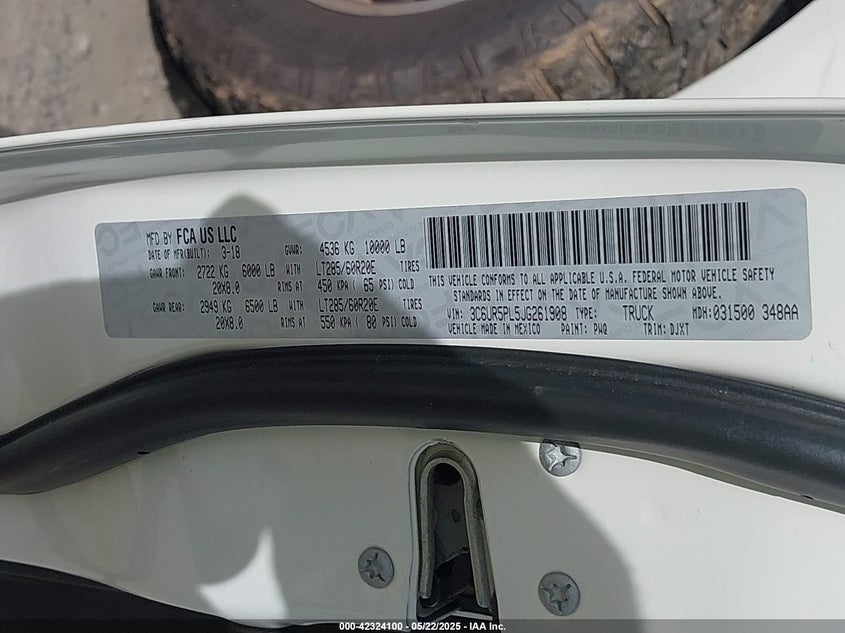 MFD BY FCA US LLC
DATE OF MFR(BUILT): 3-18 GVWR: 4536 KG 10000 LB
GAWR FRONT: 2722 KG 6000 LB WITH LT285/60R20E TIRES
20X8.0 RIMS AT 450 KPA ( 65 PSI) COLD
GAWR REAR: 2949 KG 6500 LB WITH LT285/60R20E TIRES
20X8.0 RIMS AT 550 KPA ( 80 PSI) COLD
THIS VEHICLE CONFORMS TO ALL APPLICABLE U.S.A. FEDERAL MOTOR VEHICLE SAFETY
STANDARDS IN EFFECT ON THE DATE OF MANUFACTURE SHOWN ABOVE.
VIN: 3C6UR5PL5JG261908 TYPE: TRUCK MDH: 031500 348AA
VEHICLE MADE IN MEXICO PAINT: PWQ TRIM: DJXT
000-42324100 - 05/22/2025 - IAA Inc.